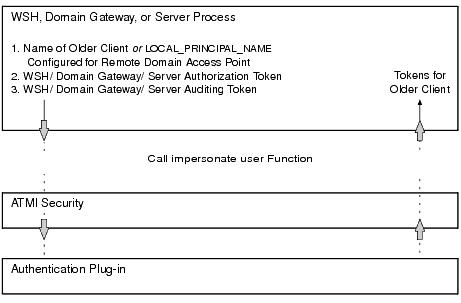 WSH, Domain Gateway, or Server Process
1. Name of Older Client or LOCAL_PRINCIPAL_NAME
Configured for Remote Domain Access Point
2. WSH/ Domain Gateway/ Server Authorization Token
3. WSH/ Domain Gateway/ Server Auditing Token
Tokens for
Older Client
Call impersonate user Function
ATMI Security
Authentication Plug-in